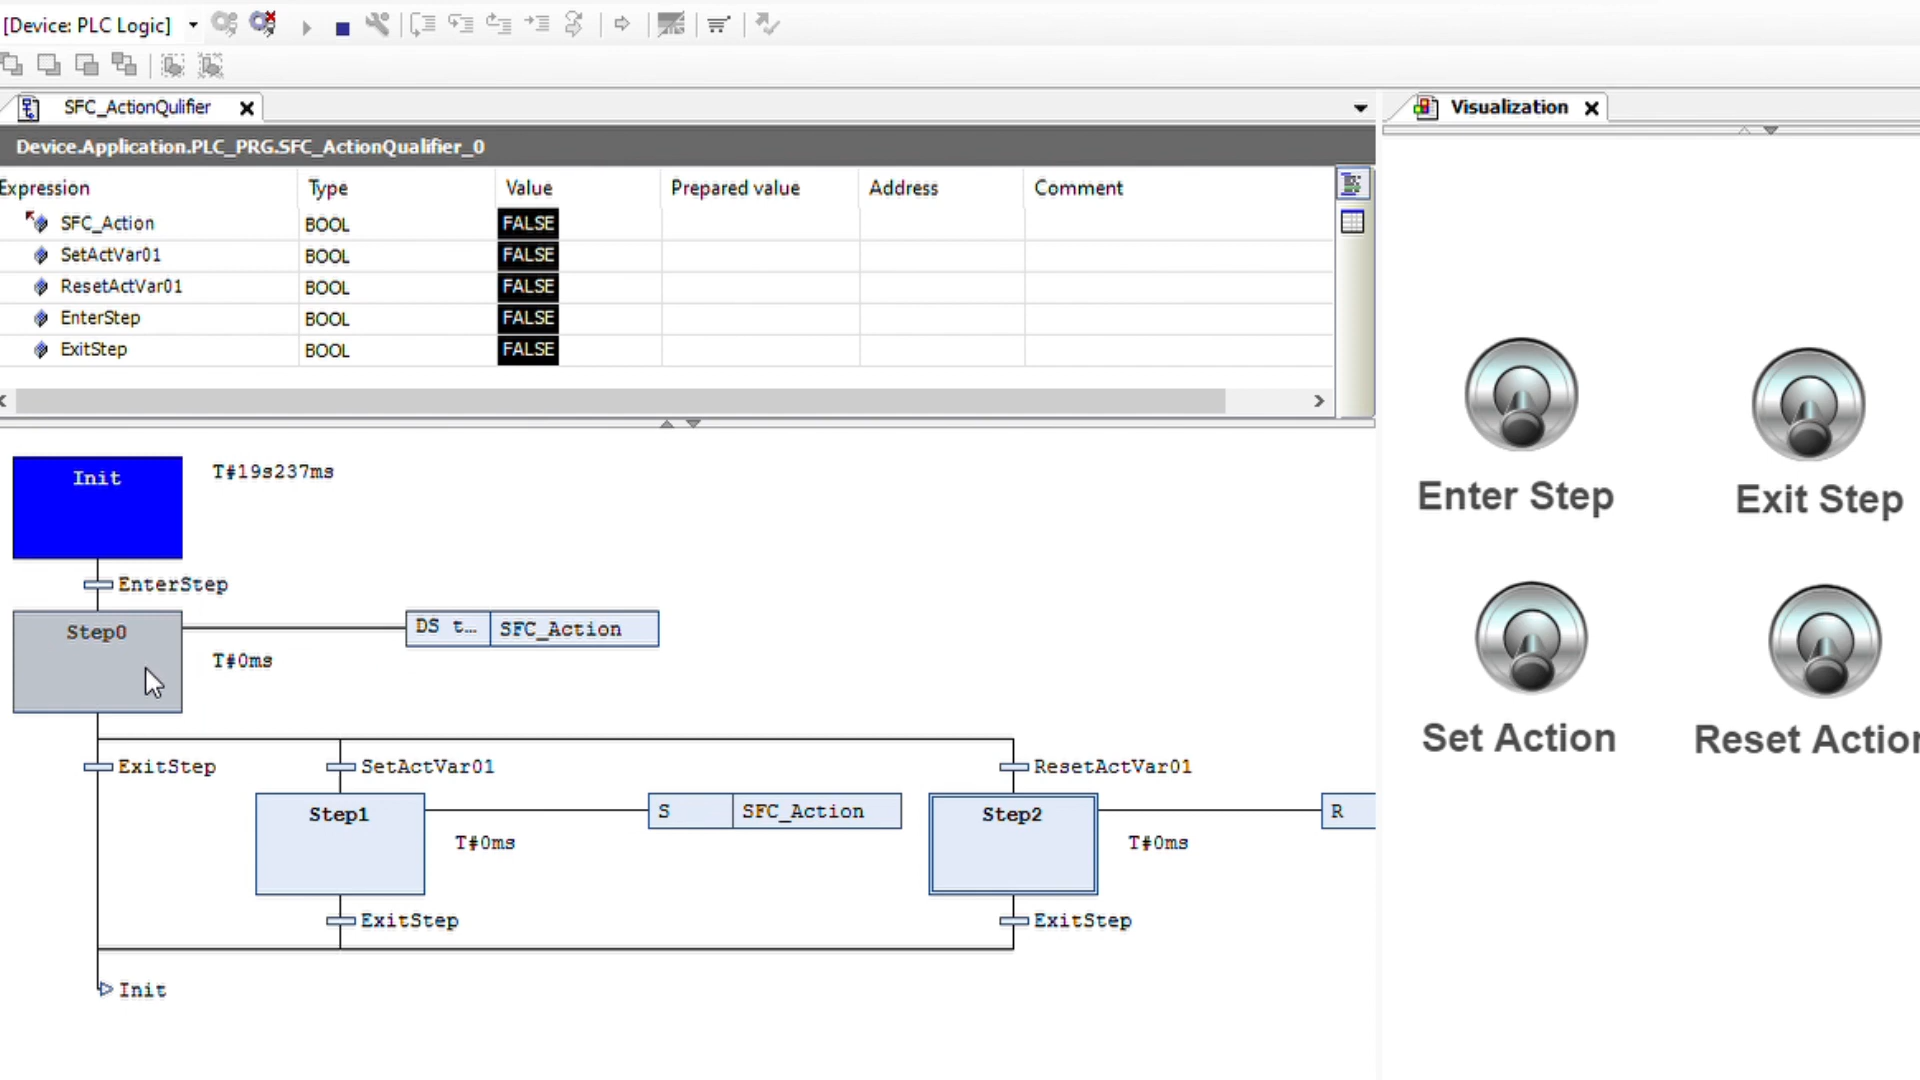 [Device: PLC Logic]
SFC_ActionQulifier
Visualization
Device.Application.PLC_PRG.SFC_ActionQualifier_0
Expression Type Value Prepared value Address Comment
SFC_Action BOOL FALSE
SetActVar01 BOOL FALSE
ResetActVar01 BOOL FALSE
EnterStep BOOL FALSE
ExitStep BOOL FALSE
Init T#19s237ms
Enter Step Exit Step
EnterStep
Step0 DS t... SFC_Action
T#0ms
Set Action Reset Action
ExitStep SetActVar01 ResetActVar01
Step1 S SFC_Action Step2 R
T#0ms T#0ms
ExitStep ExitStep
Init